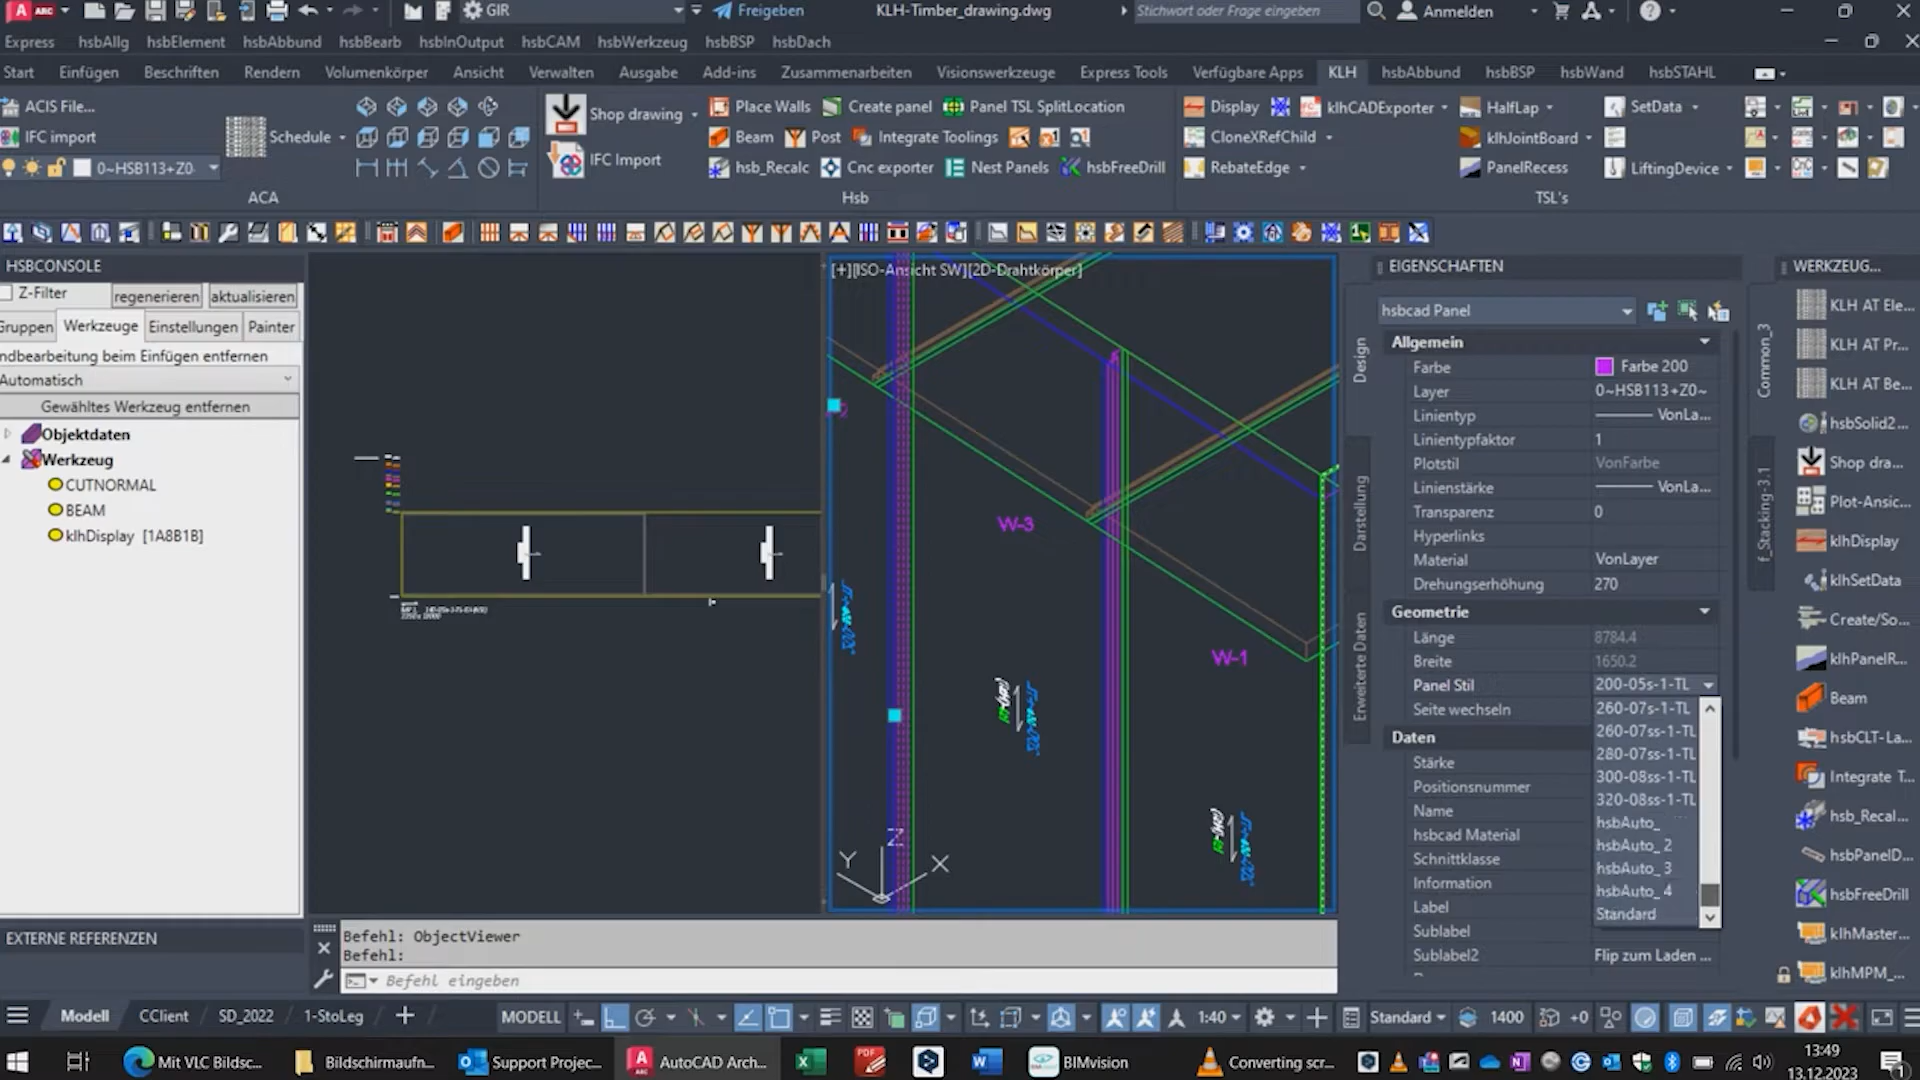 GIR
Freigeben
KLH-Timber_drawing.dwg
Stichwort oder Frage eingeben
Anmelden
Express hsbAllg hsbElement hsbAbbund hsbBearb hsbInOutput hsbCAM hsbWerkzeug hsbBSP hsbDach
Start Einfügen Beschriften Rendern Volumenkörper Ansicht Verwalten Ausgabe Add-ins Zusammenarbeiten Visionswerkzeuge Express Tools Verfügbare Apps KLH hsbAbbund hsbBSP hsbWand hsbSTAHL
ACIS File...
IFC import
Schedule
0~HSB113+Z0
ACA
Shop drawing
IFC Import
Place Walls Create panel Panel TSL SplitLocation
Beam Post Integrate Toolings
hsb_Recalc Cnc exporter Nest Panels hsbFreeDrill
Hsb
Display klhCADExporter HalfLap SetData
CloneXRefChild klhJointBoard
RebateEdge PanelRecess LiftingDevice
TSL's
HSBCONSOLE
Z-Filter regenerieren aktualisieren
Gruppen Werkzeuge Einstellungen Painter
ndbearbeitung beim Einfügen entfernen
Automatisch
Gewähltes Werkzeug entfernen
Objektdaten
Werkzeug
CUTNORMAL
BEAM
klhDisplay [1A8B1B]
EXTERNE REFERENZEN
[+][ISO-Ansicht SW][2D-Drahtkörper]
W-3
W-1
Z
Y
X
Befehl: ObjectViewer
Befehl:
Befehl eingeben
EIGENSCHAFTEN
hsbcad Panel
Design
Darstellung
Erweiterte Daten
Allgemein
Farbe Farbe 200
Layer 0~HSB113+Z0~
Linientyp VonLa...
Linientypfaktor 1
Plotstil VonFarbe
Linienstärke VonLa...
Transparenz 0
Hyperlinks
Material VonLayer
Drehungserhöhung 270
Geometrie
Länge 8784.4
Breite 1650.2
Panel Stil 200-05s-1-TL
Seite wechseln
Daten
Stärke
Positionsnummer
Name
hsbcad Material
Schnittklasse
Information
Label
Sublabel
Sublabel2 Flip zum Laden ...
260-07s-1-TL
260-07ss-1-TL
280-07ss-1-TL
300-08ss-1-TL
320-08ss-1-TL
hsbAuto_
hsbAuto_ 2
hsbAuto_ 3
hsbAuto_ 4
Standard
WERKZEUG...
Common_3
f_Stacking-3.1
KLH AT Ele...
KLH AT Pr...
KLH AT Be...
hsbSolid2...
Shop dra...
Plot-Ansic...
klhDisplay
klhSetData
Create/So...
klhPanelR...
Beam
hsbCLT-La...
Integrate T...
hsb_Recal...
hsbPanelD...
hsbFreeDrill
klhMaster...
klhMPM_...
Modell CClient SD_2022 1-StoLeg
MODELL
1:40
Standard
1400
+0
Mit VLC Bildsc...
Bildschirmaufn...
Support Projec...
AutoCAD Arch...
BIMvision
Converting scr...
13:49
13.12.2023